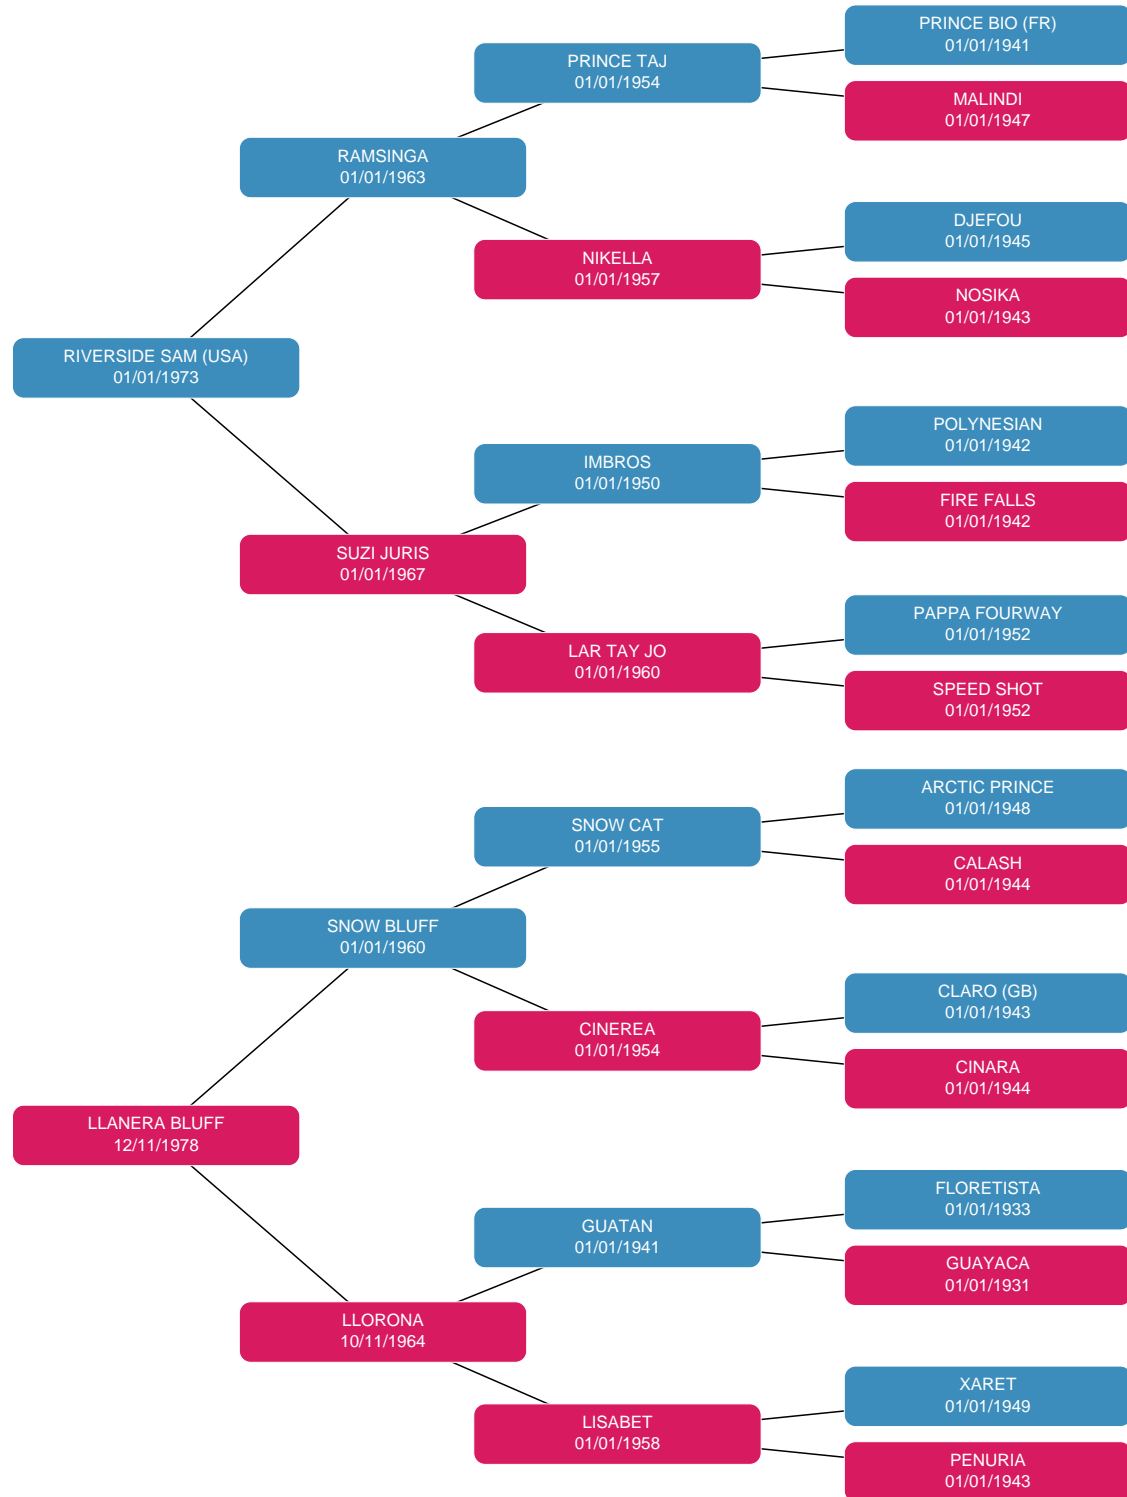 PRINCE BIO (FR)
01/01/1941
PRINCE TAJ
01/01/1954
MALINDI
01/01/1947
RAMSINGA
01/01/1963
DJEFOU
01/01/1945
NIKELLA
01/01/1957
NOSIKA
01/01/1943
RIVERSIDE SAM (USA)
01/01/1973
POLYNESIAN
01/01/1942
IMBROS
01/01/1950
FIRE FALLS
01/01/1942
SUZI JURIS
01/01/1967
PAPPA FOURWAY
01/01/1952
LAR TAY JO
01/01/1960
SPEED SHOT
01/01/1952
ARCTIC PRINCE
01/01/1948
SNOW CAT
01/01/1955
CALASH
01/01/1944
SNOW BLUFF
01/01/1960
CLARO (GB)
01/01/1943
CINEREA
01/01/1954
CINARA
01/01/1944
LLANERA BLUFF
12/11/1978
FLORETISTA
01/01/1933
GUATAN
01/01/1941
GUAYACA
01/01/1931
LLORONA
10/11/1964
XARET
01/01/1949
LISABET
01/01/1958
PENURIA
01/01/1943